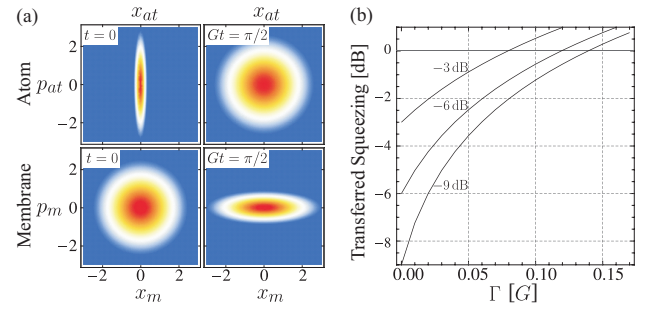 (a)
x_at x_at
t = 0
Gt = π/2
Atom
p_at
2
0
−2
t = 0
Gt = π/2
Membrane
p_m
2
0
−2
−2 0 2 −2 0 2
x_m x_m
(b)
Transferred Squeezing [dB]
0
−2
−4
−6
−8
−3 dB
−6 dB
−9 dB
0.00 0.05 0.10 0.15
Γ [G]